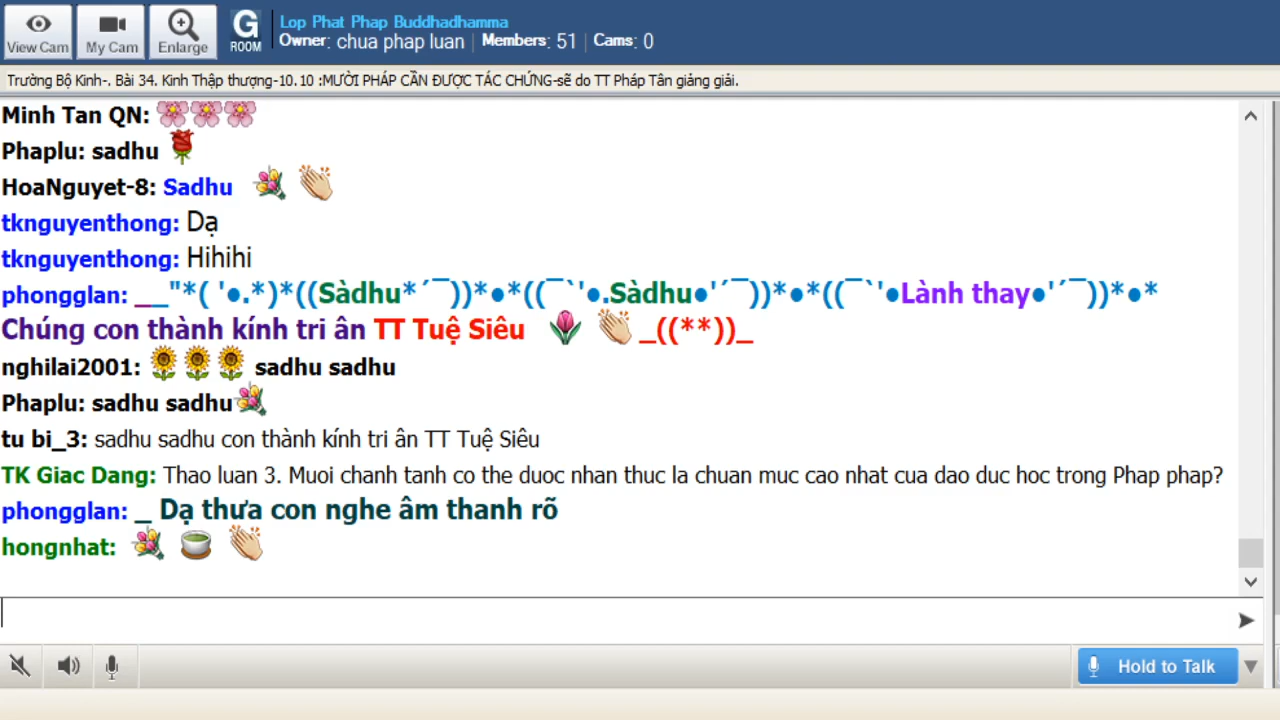 View Cam
My Cam
Enlarge
G
ROOM
Lop Phat Phap Buddhadhamma
Owner: chua phap luan | Members: 51 | Cams: 0
Trường Bộ Kinh-. Bài 34. Kinh Thập thượng-10.10 :MƯỜI PHÁP CẦN ĐƯỢC TÁC CHỨNG-sẽ do TT Pháp Tân giảng giải.
Minh Tan QN:
Phaplu: sadhu
HoaNguyet-8: Sadhu
tknguyenthong: Dạ
tknguyenthong: Hihihi
phongglan: __"*( '●.*)*((Sàdhu*´¯))*●*((¯`'●.Sàdhu●'´¯))*●*((¯`'●Lành thay●'´¯))*●*
Chúng con thành kính tri ân TT Tuệ Siêu _((**))_
nghilai2001: sadhu sadhu
Phaplu: sadhu sadhu
tu bi_3: sadhu sadhu con thành kính tri ân TT Tuệ Siêu
TK Giac Dang: Thao luan 3. Muoi chanh tanh co the duoc nhan thuc la chuan muc cao nhat cua dao duc hoc trong Phap phap?
phongglan: _ Dạ thưa con nghe âm thanh rõ
hongnhat:
Hold to Talk